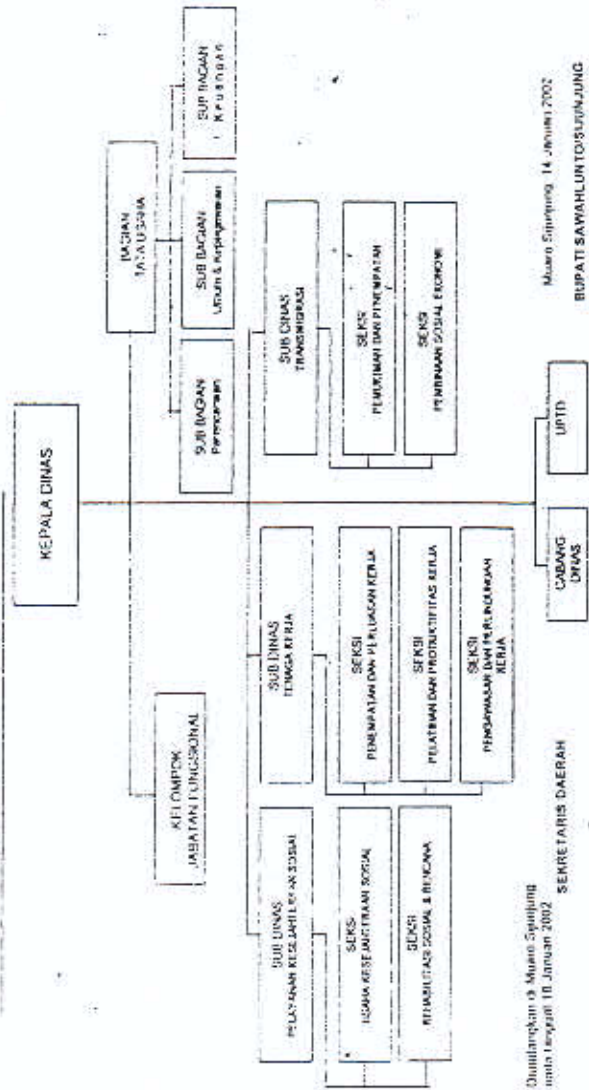 KEPALA DINAS
KELOMPOK
JABATAN FUNGSIONAL
BAGIAN
TATA USAHA
SUB BAGIAN
Perencanaan
SUB BAGIAN
Umum & Kepegawaian
SUB BAGIAN
Keuangan
SUB DINAS
PELAYANAN KESEJAHTERAAN SOSIAL
SUB DINAS
TENAGA KERJA
SUB DINAS
TRANSMIGRASI
SEKSI
USAHA KESEJAHTERAAN SOSIAL
SEKSI
REHABILITASI SOSIAL & BENCANA
SEKSI
PENEMPATAN DAN PERLUASAN KERJA
SEKSI
PELATIHAN DAN PRODUKTIFITAS KERJA
SEKSI
PENGAWASAN DAN PERLINDUNGAN
KERJA
SEKSI
PEMUKIMAN DAN PENEMPATAN
SEKSI
PEMBINAAN SOSIAL EKONOMI
CABANG
DINAS
UPTD
Diundangkan di Muaro Sijunjung
pada tanggal 18 Januari 2002
SEKRETARIS DAERAH
Muaro Sijunjung, 14 Januari 2002
BUPATI SAWAHLUNTO/SIJUNJUNG